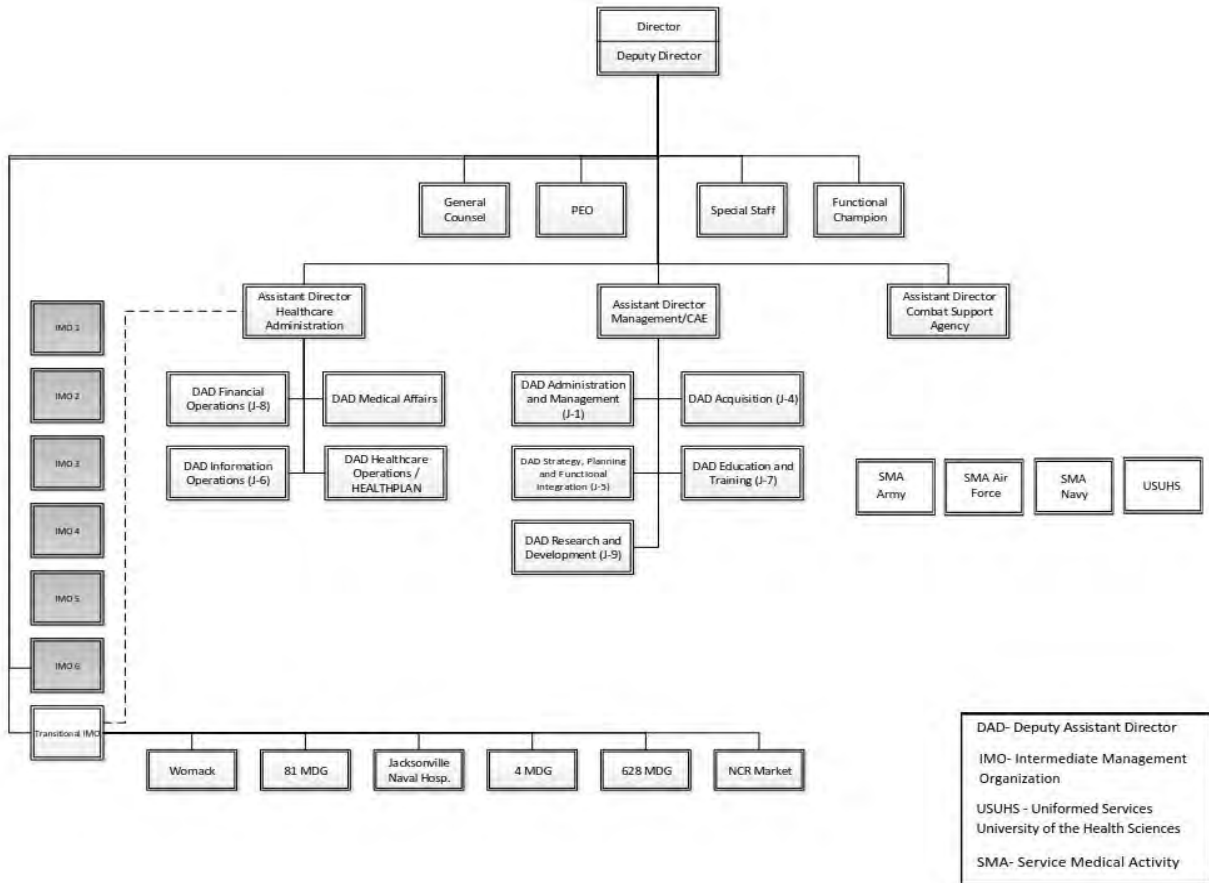 Director
Deputy Director
General
Counsel
PEO
Special Staff
Functional
Champion
Assistant Director
Healthcare
Administration
Assistant Director
Management/CAE
Assistant Director
Combat Support
Agency
IMO 1
IMO 2
IMO 3
IMO 4
IMO 5
IMO 6
Transitional IMO
DAD Financial
Operations (J-8)
DAD Medical Affairs
DAD Information
Operations (J-6)
DAD Healthcare
Operations /
HEALTHPLAN
DAD Administration
and Management
(J-1)
DAD Acquisition (J-4)
DAD Strategy, Planning
and Functional
Integration (J-5)
DAD Education and
Training (J-7)
DAD Research and
Development (J-9)
SMA
Army
SMA Air
Force
SMA
Navy
USUHS
Womack
81 MDG
Jacksonville
Naval Hosp.
4 MDG
628 MDG
NCR Market
DAD- Deputy Assistant Director
IMO- Intermediate Management
Organization
USUHS - Uniformed Services
University of the Health Sciences
SMA- Service Medical Activity